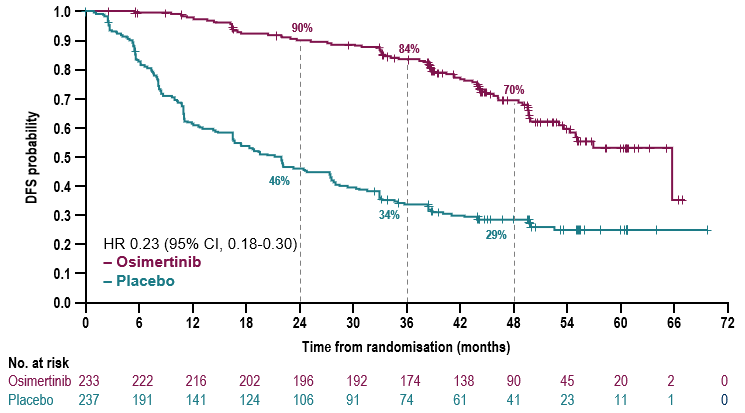 1.0
0.9
0.8
0.7
0.6
0.5
0.4
0.3
0.2
0.1
0.0
DFS probability
90%
84%
70%
46%
34%
29%
HR 0.23 (95% CI, 0.18-0.30)
– Osimertinib
– Placebo
0 6 12 18 24 30 36 42 48 54 60 66 72
Time from randomisation (months)
No. at risk
Osimertinib 233 222 216 202 196 192 174 138 90 45 20 2 0
Placebo 237 191 141 124 106 91 74 61 41 23 11 1 0